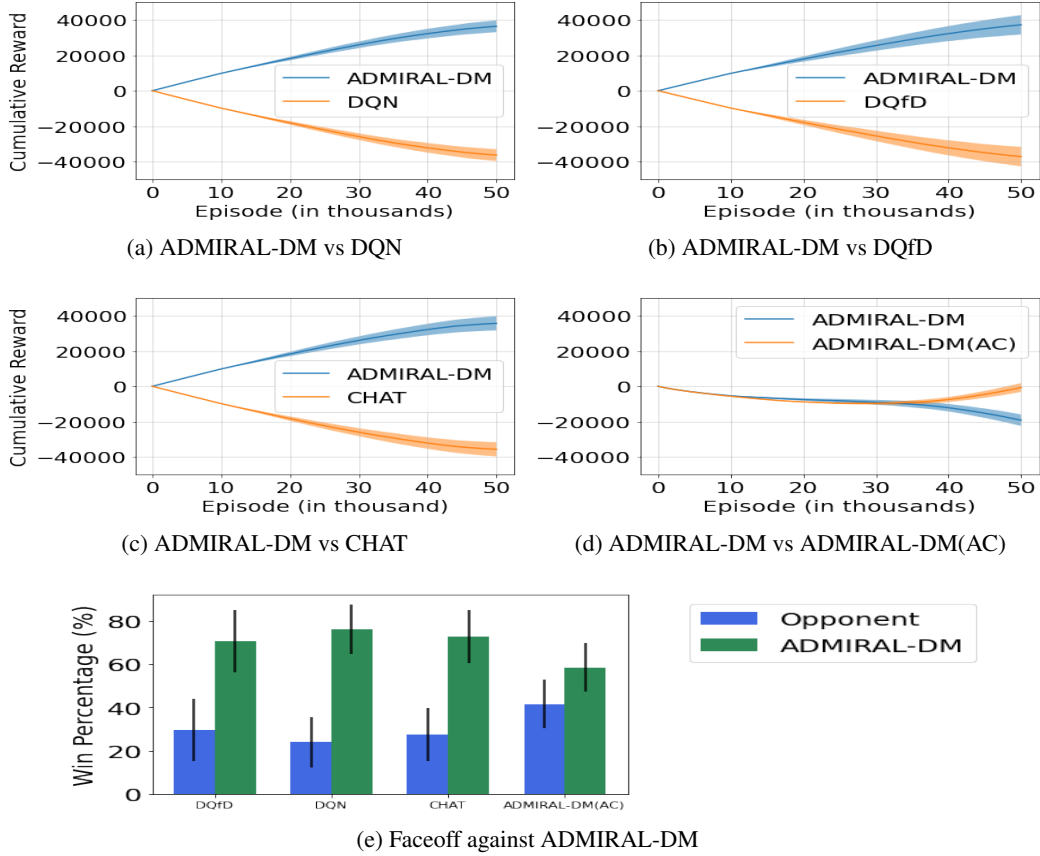 40000
20000
0
−20000
−40000
Cumulative Reward
ADMIRAL-DM
DQN
0 10 20 30 40 50
Episode (in thousands)
(a) ADMIRAL-DM vs DQN
40000
20000
0
−20000
−40000
ADMIRAL-DM
DQfD
0 10 20 30 40 50
Episode (in thousands)
(b) ADMIRAL-DM vs DQfD
40000
20000
0
−20000
−40000
Cumulative Reward
ADMIRAL-DM
CHAT
0 10 20 30 40 50
Episode (in thousand)
(c) ADMIRAL-DM vs CHAT
40000
20000
0
−20000
−40000
ADMIRAL-DM
ADMIRAL-DM(AC)
0 10 20 30 40 50
Episode (in thousands)
(d) ADMIRAL-DM vs ADMIRAL-DM(AC)
80
60
40
20
0
Win Percentage (%)
DQfD DQN CHAT ADMIRAL-DM(AC)
Opponent
ADMIRAL-DM
(e) Faceoff against ADMIRAL-DM